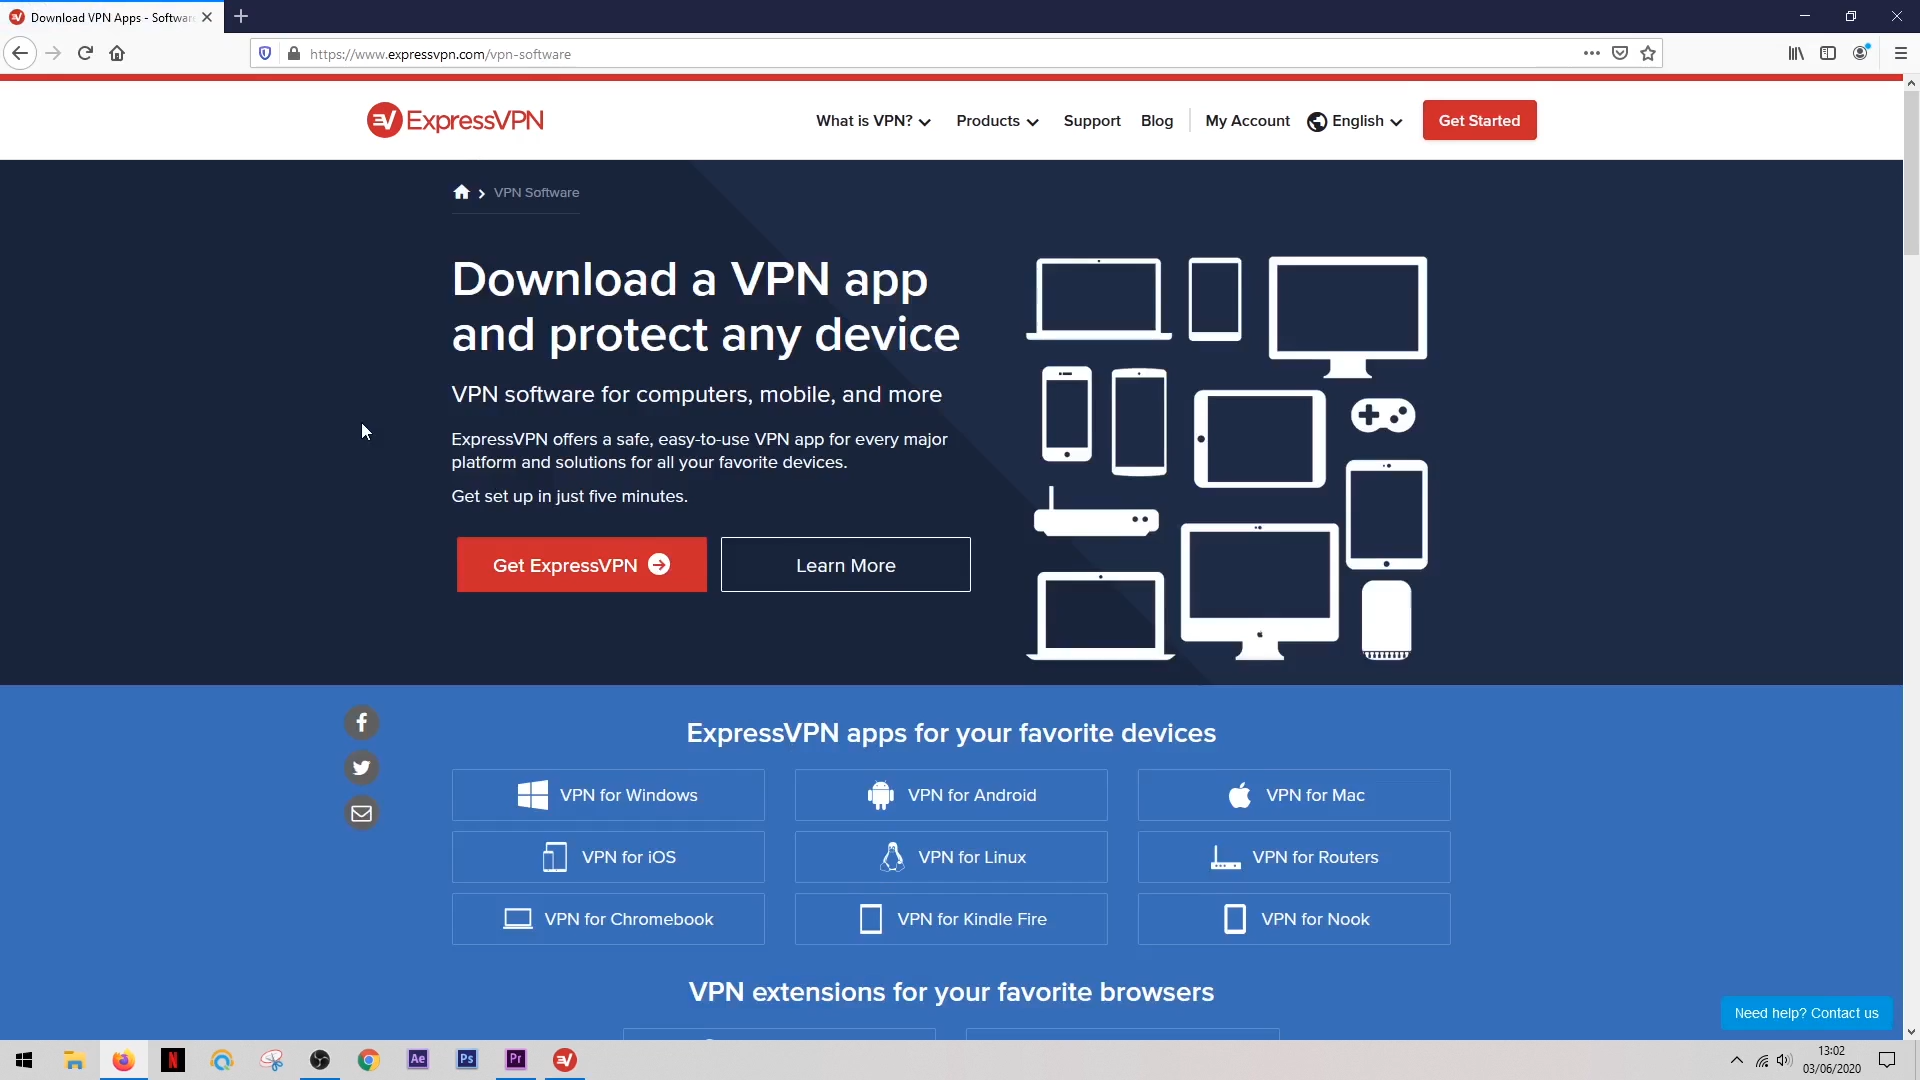 Download VPN Apps - Softwar
https://www.expressvpn.com/vpn-software
ExpressVPN
What is VPN?
Products
Support
Blog
My Account
English
Get Started
VPN Software
Download a VPN app
and protect any device
VPN software for computers, mobile, and more
ExpressVPN offers a safe, easy-to-use VPN app for every major
platform and solutions for all your favorite devices.
Get set up in just five minutes.
Get ExpressVPN
Learn More
ExpressVPN apps for your favorite devices
VPN for Windows
VPN for Android
VPN for Mac
VPN for iOS
VPN for Linux
VPN for Routers
VPN for Chromebook
VPN for Kindle Fire
VPN for Nook
VPN extensions for your favorite browsers
Need help? Contact us
N
Ae
Ps
Pr
13:02
03/06/2020